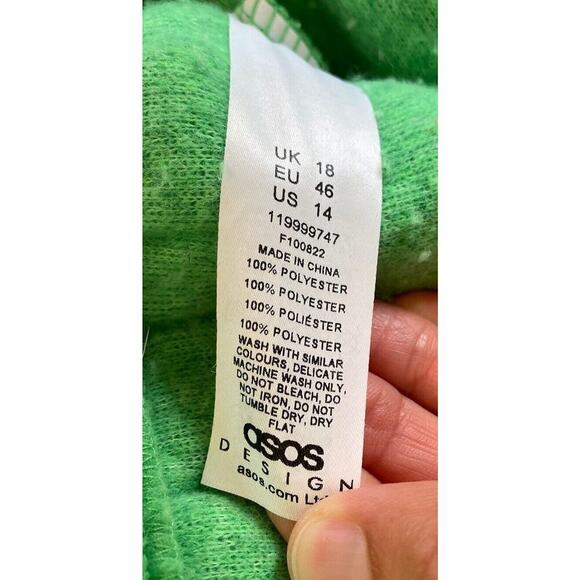 UK 18
EU 46
US 14
119999747
F100822
MADE IN CHINA
100% POLYESTER
100% POLYESTER
100% POLIÉSTER
100% POLYESTER
WASH WITH SIMILAR
COLOURS, DELICATE
MACHINE WASH ONLY,
DO NOT BLEACH, DO
NOT IRON, DO NOT
TUMBLE DRY, DRY
FLAT
asos
DESIGN
asos.com